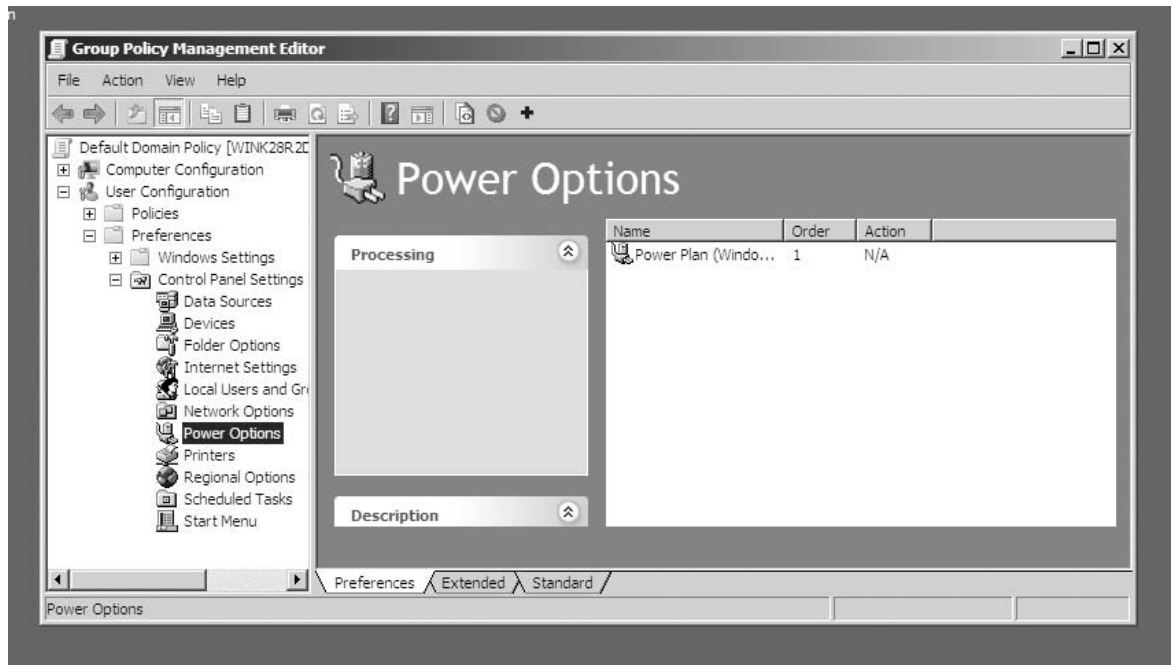 n
Group Policy Management Editor
File Action View Help
Default Domain Policy [WINK28R2D
Computer Configuration
User Configuration
Policies
Preferences
Windows Settings
Control Panel Settings
Data Sources
Devices
Folder Options
Internet Settings
Local Users and Gr
Network Options
Power Options
Printers
Regional Options
Scheduled Tasks
Start Menu
Power Options
Processing
Description
Name Order Action
Power Plan (Windo... 1 N/A
Preferences Extended Standard
Power Options